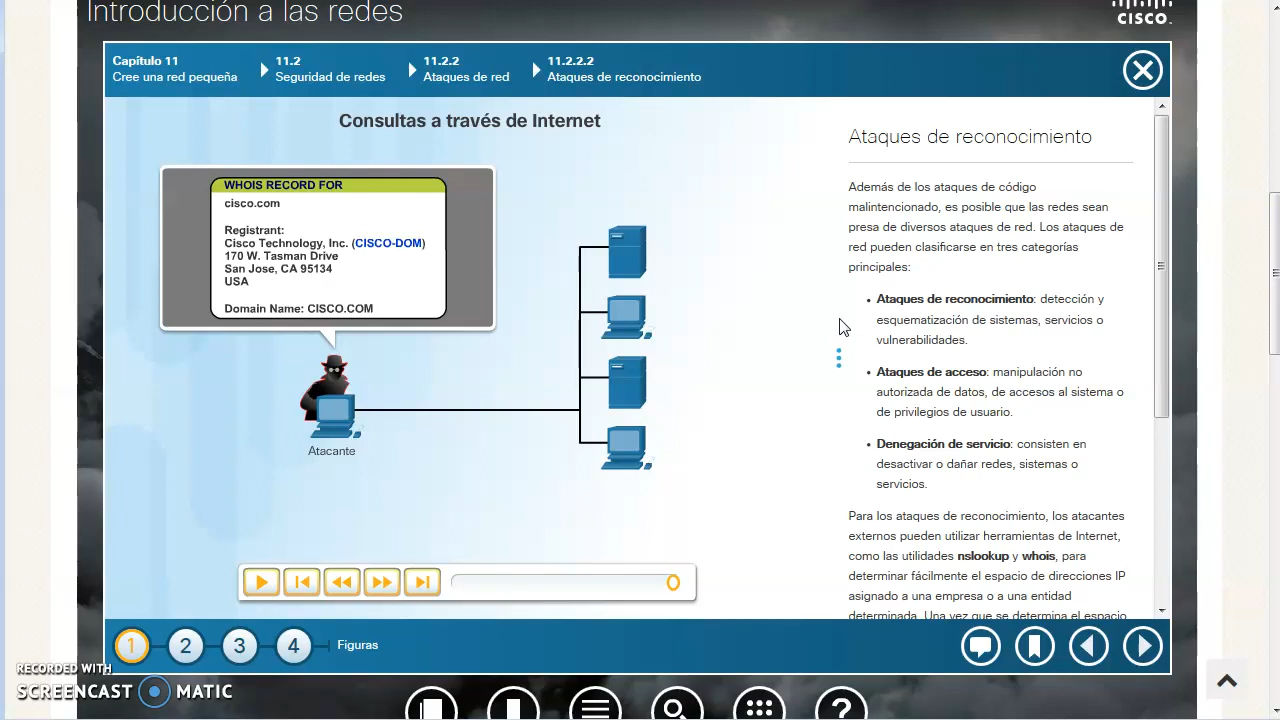 Introducción a las redes
CISCO
Capítulo 11
Cree una red pequeña
11.2
Seguridad de redes
11.2.2
Ataques de red
11.2.2.2
Ataques de reconocimiento
Consultas a través de Internet
WHOIS RECORD FOR
cisco.com
Registrant:
Cisco Technology, Inc. (CISCO-DOM)
170 W. Tasman Drive
San Jose, CA 95134
USA
Domain Name: CISCO.COM
Atacante
Ataques de reconocimiento
Además de los ataques de código
malintencionado, es posible que las redes sean
presa de diversos ataques de red. Los ataques de
red pueden clasificarse en tres categorías
principales:
• Ataques de reconocimiento: detección y
esquematización de sistemas, servicios o
vulnerabilidades.
• Ataques de acceso: manipulación no
autorizada de datos, de accesos al sistema o
de privilegios de usuario.
• Denegación de servicio: consisten en
desactivar o dañar redes, sistemas o
servicios.
Para los ataques de reconocimiento, los atacantes
externos pueden utilizar herramientas de Internet,
como las utilidades nslookup y whois, para
determinar fácilmente el espacio de direcciones IP
asignado a una empresa o a una entidad
determinada. Una vez que se determina el espacio
1 2 3 4 Figuras
RECORDED WITH
SCREENCAST MATIC
?